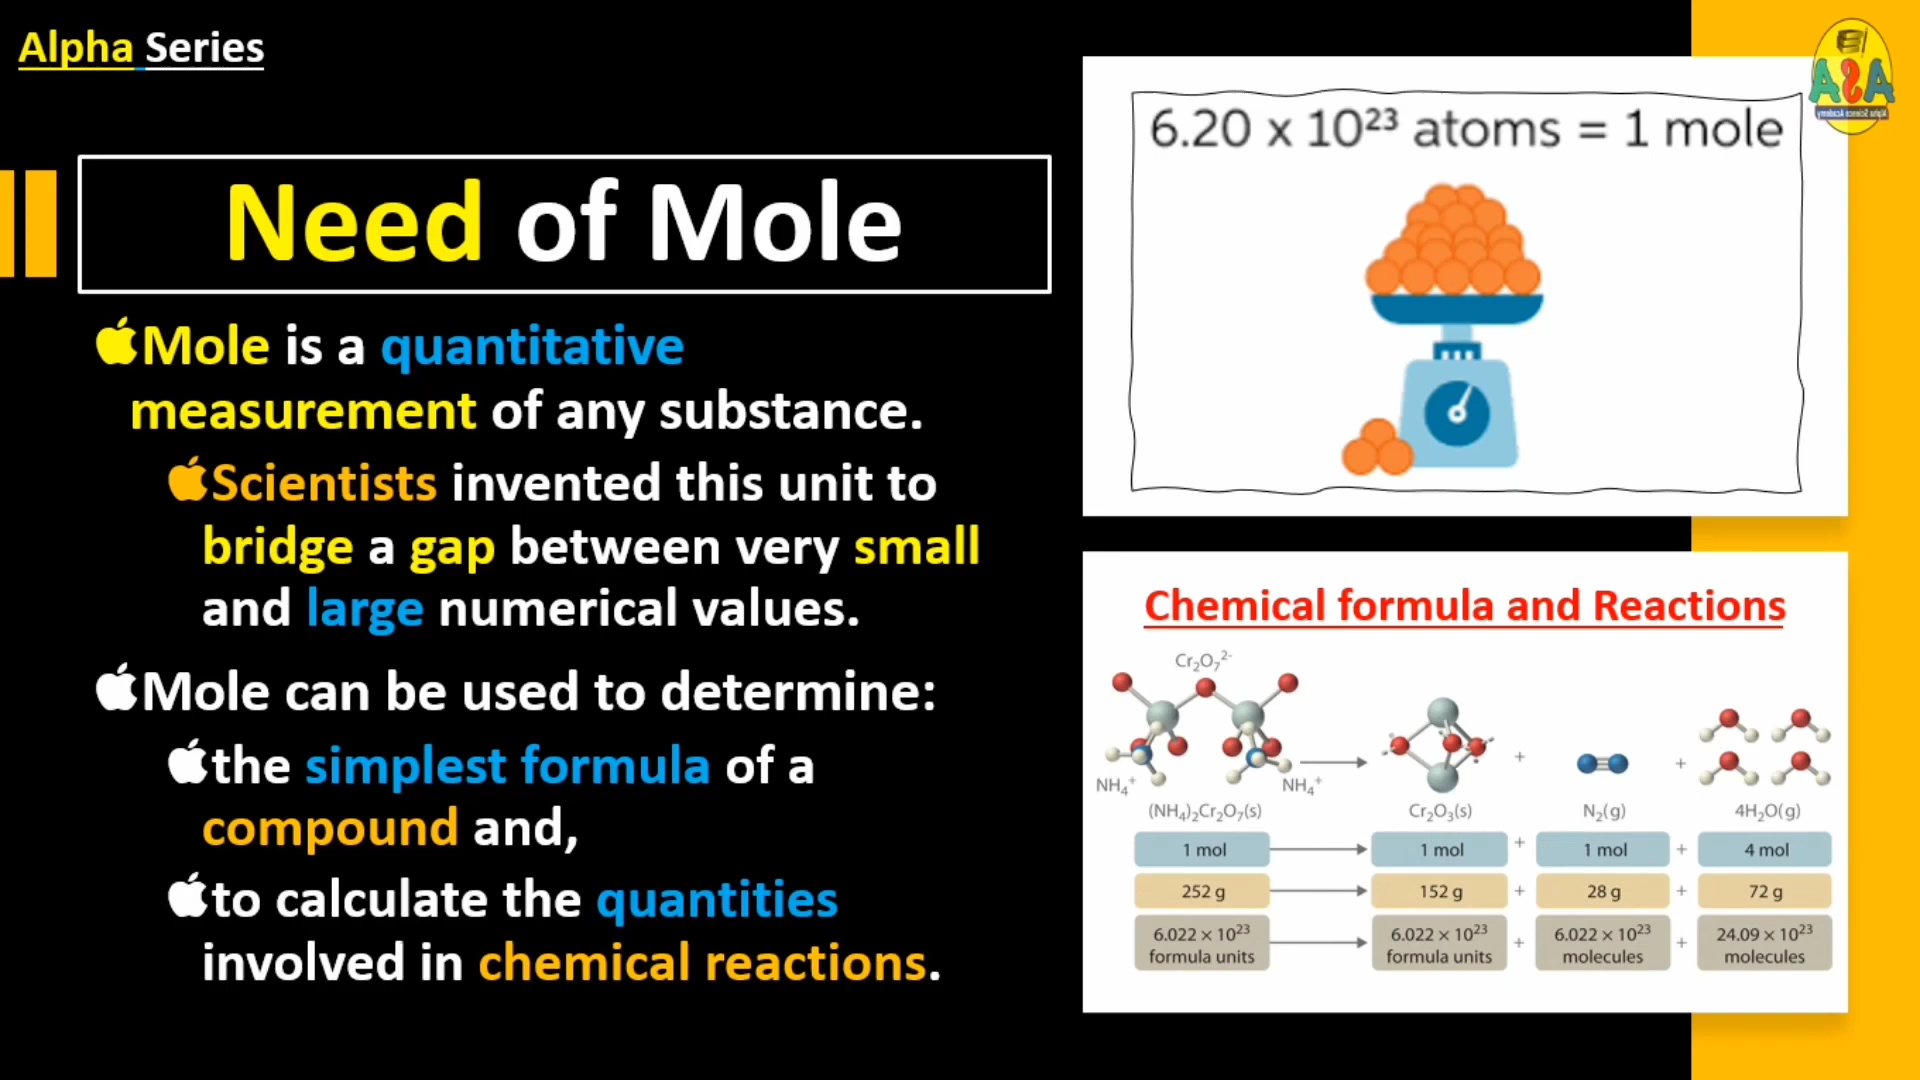 Alpha Series
Need of Mole
Mole is a quantitative
measurement of any substance.
Scientists invented this unit to
bridge a gap between very small
and large numerical values.
Mole can be used to determine:
the simplest formula of a
compound and,
to calculate the quantities
involved in chemical reactions.
ASA
Alpha Science Academy
6.20 x 10²³ atoms = 1 mole
Chemical formula and Reactions
Cr₂O₇²⁻
NH₄⁺ NH₄⁺
(NH₄)₂Cr₂O₇(s) Cr₂O₃(s) + N₂(g) + 4H₂O(g)
1 mol 1 mol + 1 mol + 4 mol
252 g 152 g + 28 g + 72 g
6.022 × 10²³ 6.022 × 10²³ 6.022 × 10²³ 24.09 × 10²³
formula units formula units + molecules + molecules